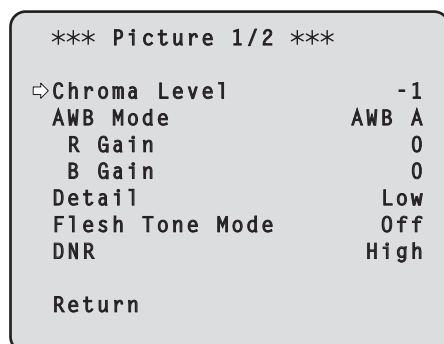 *** Picture 1/2 ***
⇨Chroma Level -1
AWB Mode AWB A
R Gain 0
B Gain 0
Detail Low
Flesh Tone Mode Off
DNR High
Return